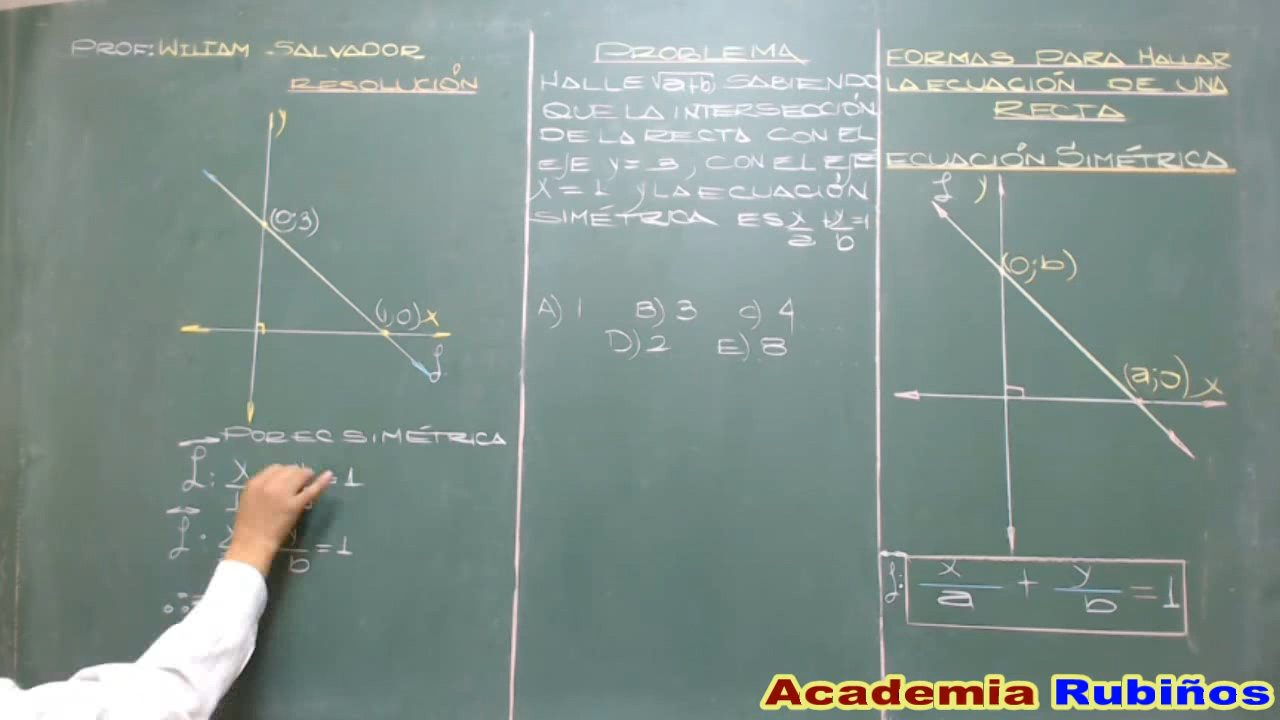 PROF: WILIAM SALVADOR
RESOLUCIÓN
y
(0;3)
(1,0) X
L
POR EC SIMÉTRICA
L: X = 1
1
L: y = 1
b
PROBLEMA
HALLE √a+b, SABIENDO
QUE LA INTERSECCIÓN
DE LA RECTA CON EL
EJE Y = 3, CON EL EJE
X = 1 Y LA ECUACIÓN
SIMÉTRICA ES x/a + y/b = 1
A) 1 B) 3 C) 4
D) 2 E) 8
FORMAS PARA HALLAR
LA ECUACIÓN DE UNA
RECTA
ECUACIÓN SIMÉTRICA
L y
(0;b)
(a;0) X
L: x/a + y/b = 1
Academia Rubiños